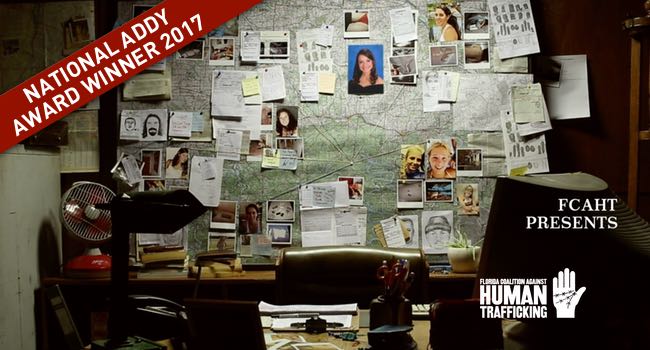 NATIONAL ADDY
AWARD WINNER 2017
FCAHT
PRESENTS
FLORIDA COALITION AGAINST
HUMAN
TRAFFICKING